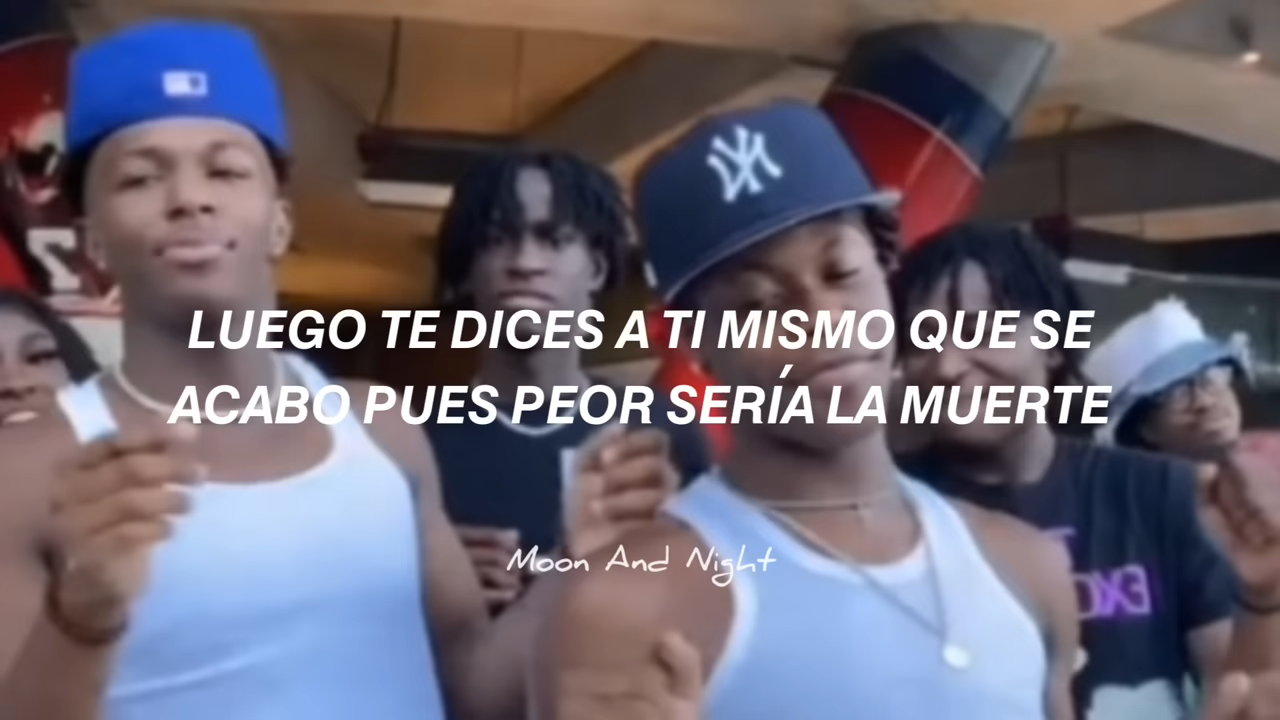 LUEGO TE DICES A TI MISMO QUE SE
ACABO PUES PEOR SERÍA LA MUERTE
Moon And Night